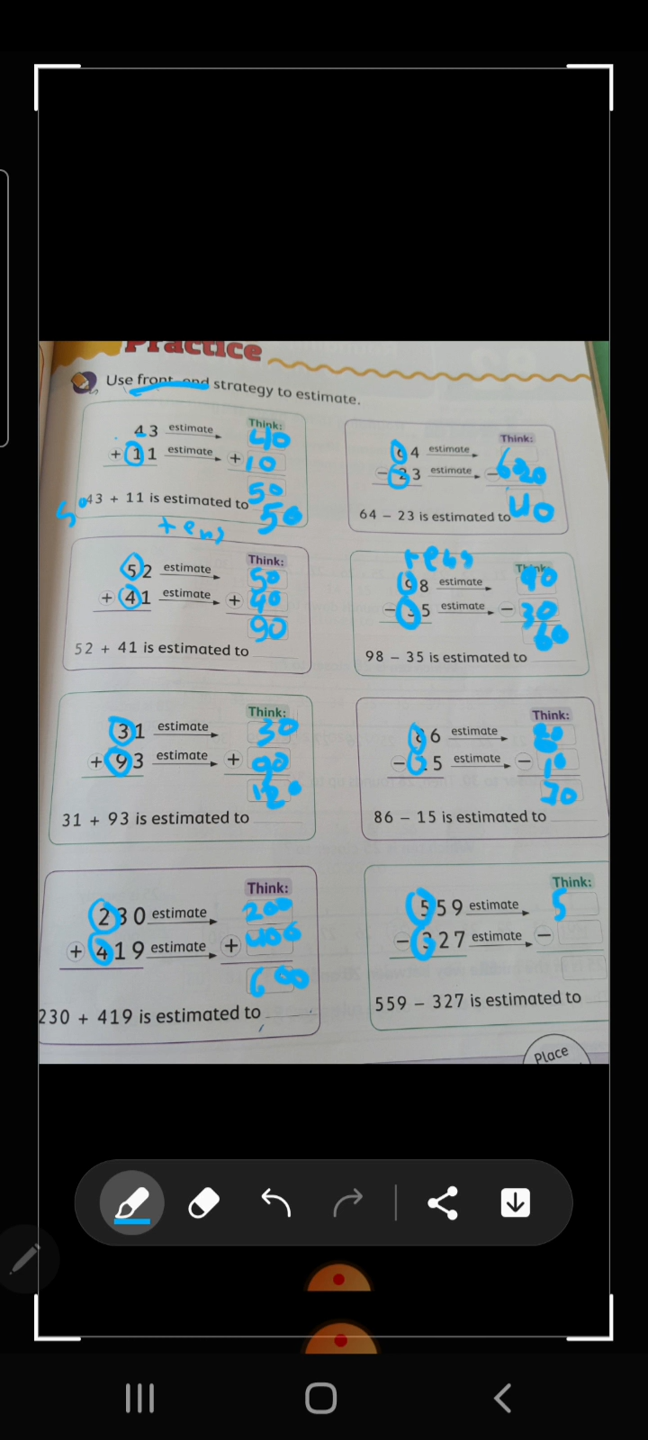 Practice
Use front-end strategy to estimate.
43 estimate Think: 40
+ 11 estimate + 10
50
43 + 11 is estimated to 50
50
tens
64 estimate Think:
- 23 estimate - 6020
64 - 23 is estimated to 40
52 estimate Think: 50
+ 41 estimate + 40
90
52 + 41 is estimated to
tens
98 estimate Think: 90
- 35 estimate - 30
60
98 - 35 is estimated to
31 estimate Think: 30
+ 93 estimate + 90
120
31 + 93 is estimated to
86 estimate Think: 80
- 15 estimate - 10
70
86 - 15 is estimated to
230 estimate Think: 200
+ 419 estimate + 400
600
230 + 419 is estimated to
559 estimate Think: 5
- 327 estimate -
559 - 327 is estimated to
Place